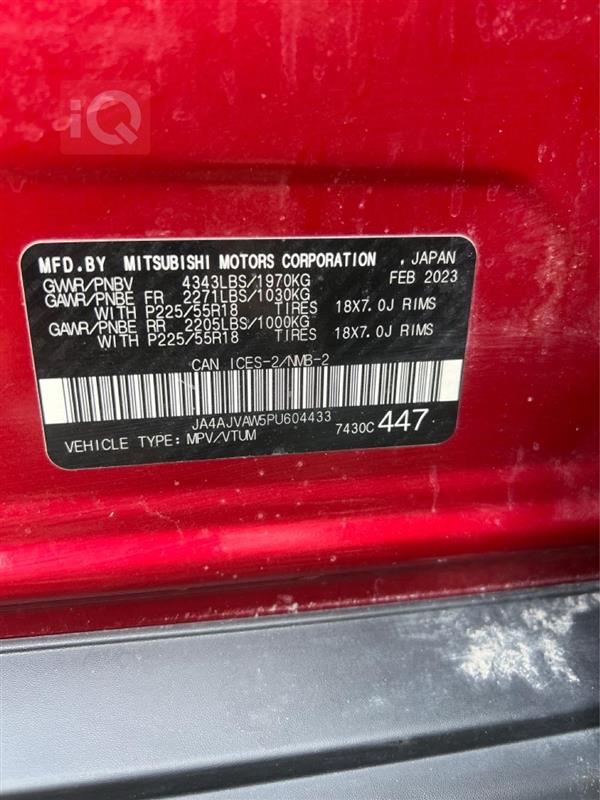 iQ
MFD.BY MITSUBISHI MOTORS CORPORATION , JAPAN
GVWR/PNBV 4343LBS/1970KG FEB 2023
GAWR/PNBE FR 2271LBS/1030KG
WITH P225/55R18 TIRES 18X7.0J RIMS
GAWR/PNBE RR 2205LBS/1000KG
WITH P225/55R18 TIRES 18X7.0J RIMS
CAN ICES-2/NMB-2
JA4AJVAW5PU604433
VEHICLE TYPE: MPV/VTUM 7430C 447